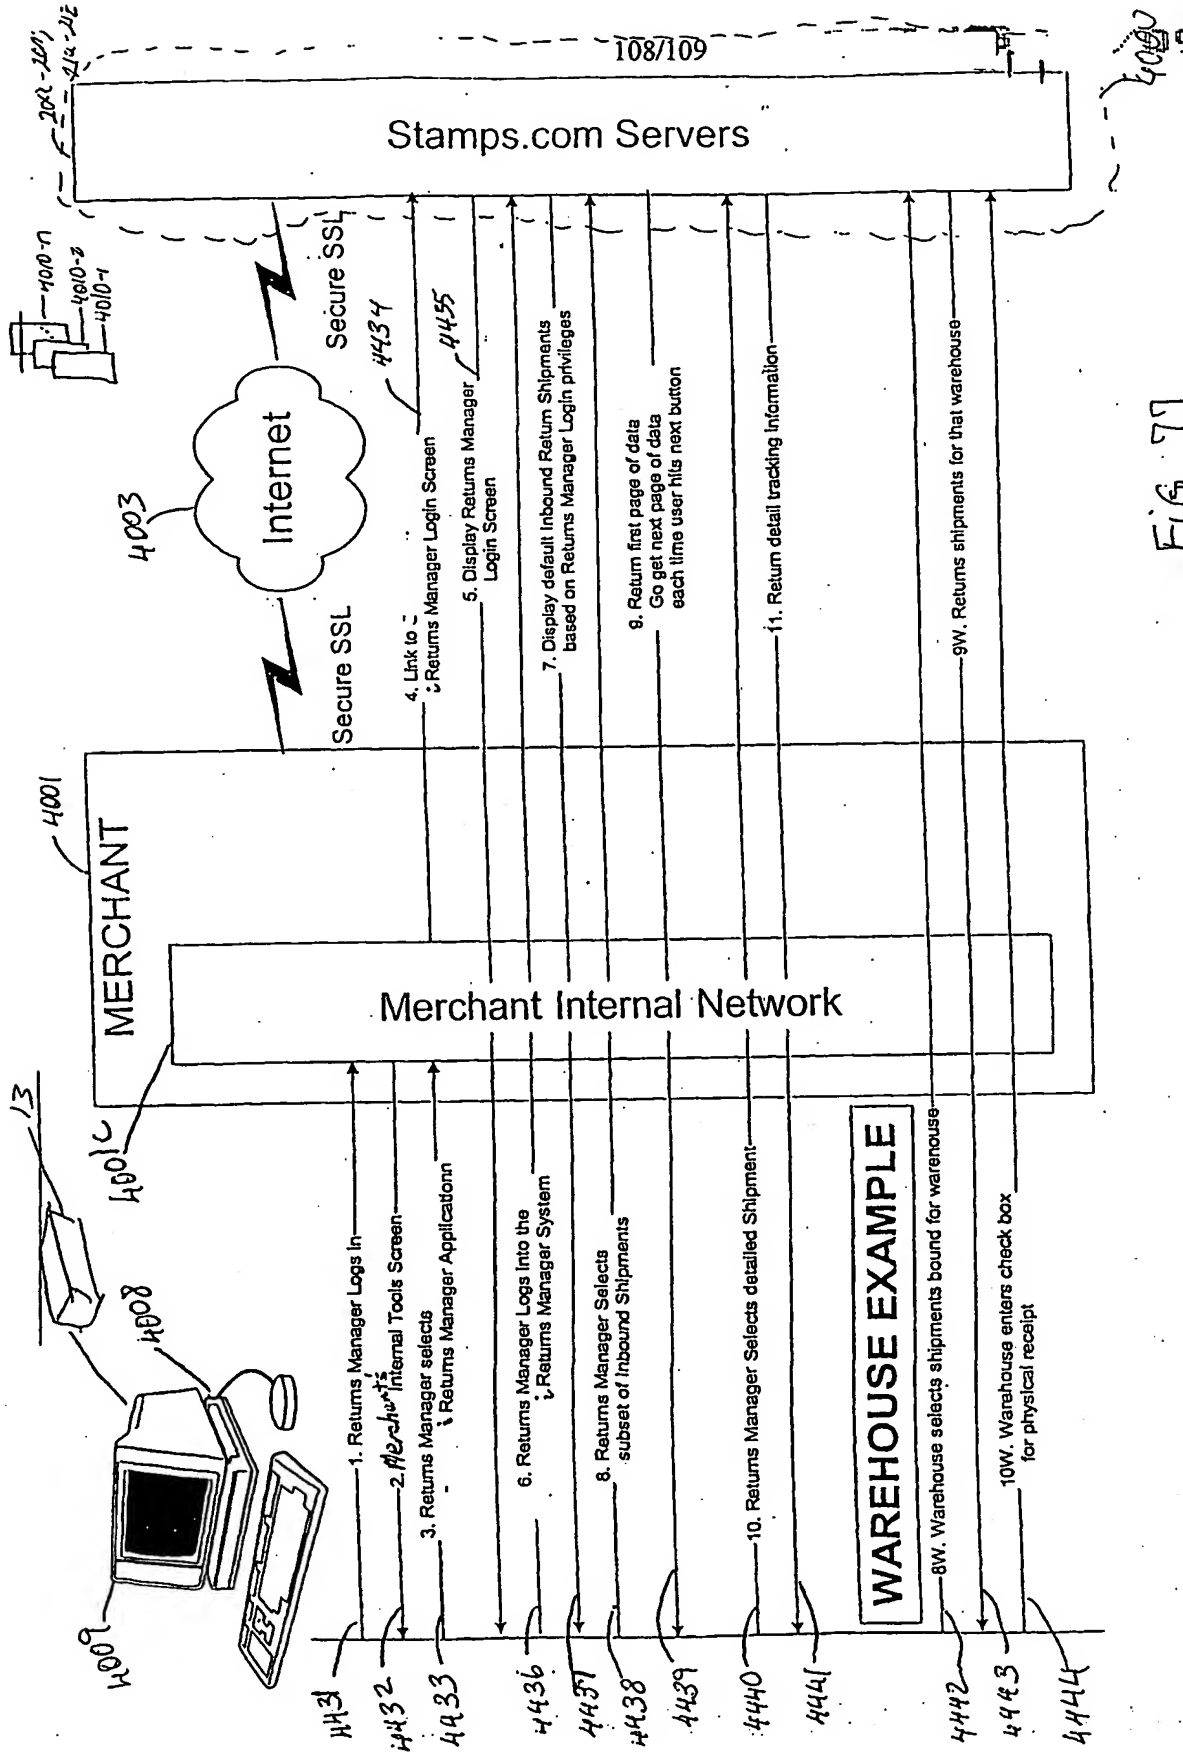 108/109
4009
4008
13
4001C
4001
MERCHANT
4003
Internet
4010-n
4010-2
4010-1
Secure SSL
Secure SSL
Stamps.com Servers
Merchant Internal Network
4431
1. Returns Manager Logs In
4432
2. Merchant's Internal Tools Screen
4433
3. Returns Manager selects
i Returns Manager Applicationn
4434
4. Link to
i Returns Manager Login Screen
4455
5. Display Returns Manager
Login Screen
4436
6. Returns Manager Logs Into the
i Returns Manager System
4437
7. Display default Inbound Return Shipments
based on Returns Manager Login privileges
4438
8. Returns Manager Selects
subset of Inbound Shipments
4439
9. Return first page of data
Go get next page of data
each time user hits next button
4440
10. Returns Manager Selects detailed Shipment
4441
11. Return detail tracking Information
WAREHOUSE EXAMPLE
4442
8W. Warehouse selects shipments bound for warehouse
4443
9W. Returns shipments for that warehouse
4444
10W. Warehouse enters check box
for physical receipt
Fig. 77